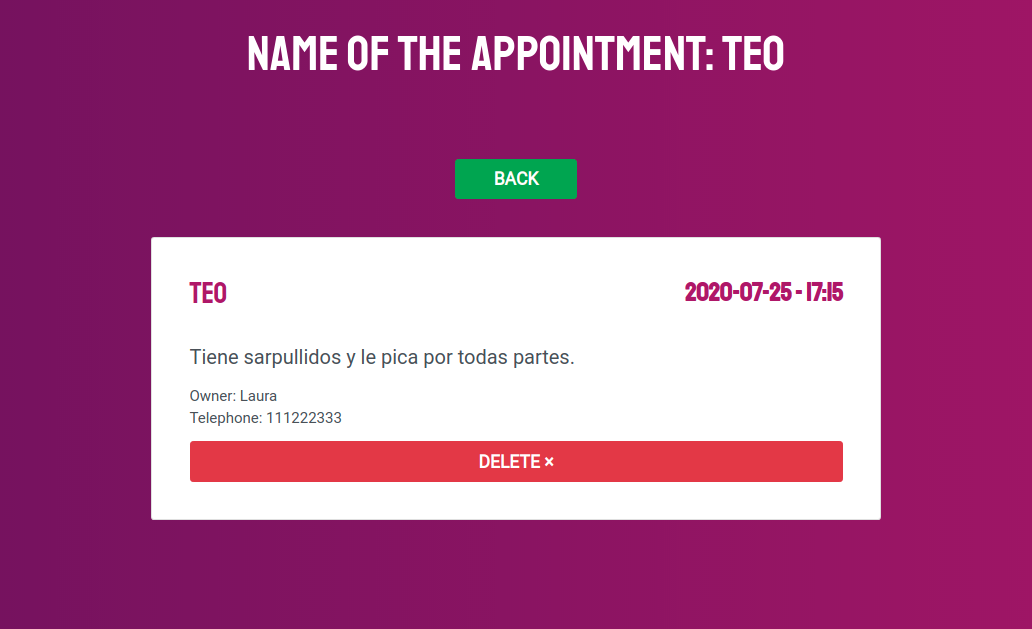 NAME OF THE APPOINTMENT: TEO
BACK
TEO
2020-07-25 - 17:15
Tiene sarpullidos y le pica por todas partes.
Owner: Laura
Telephone: 111222333
DELETE ×